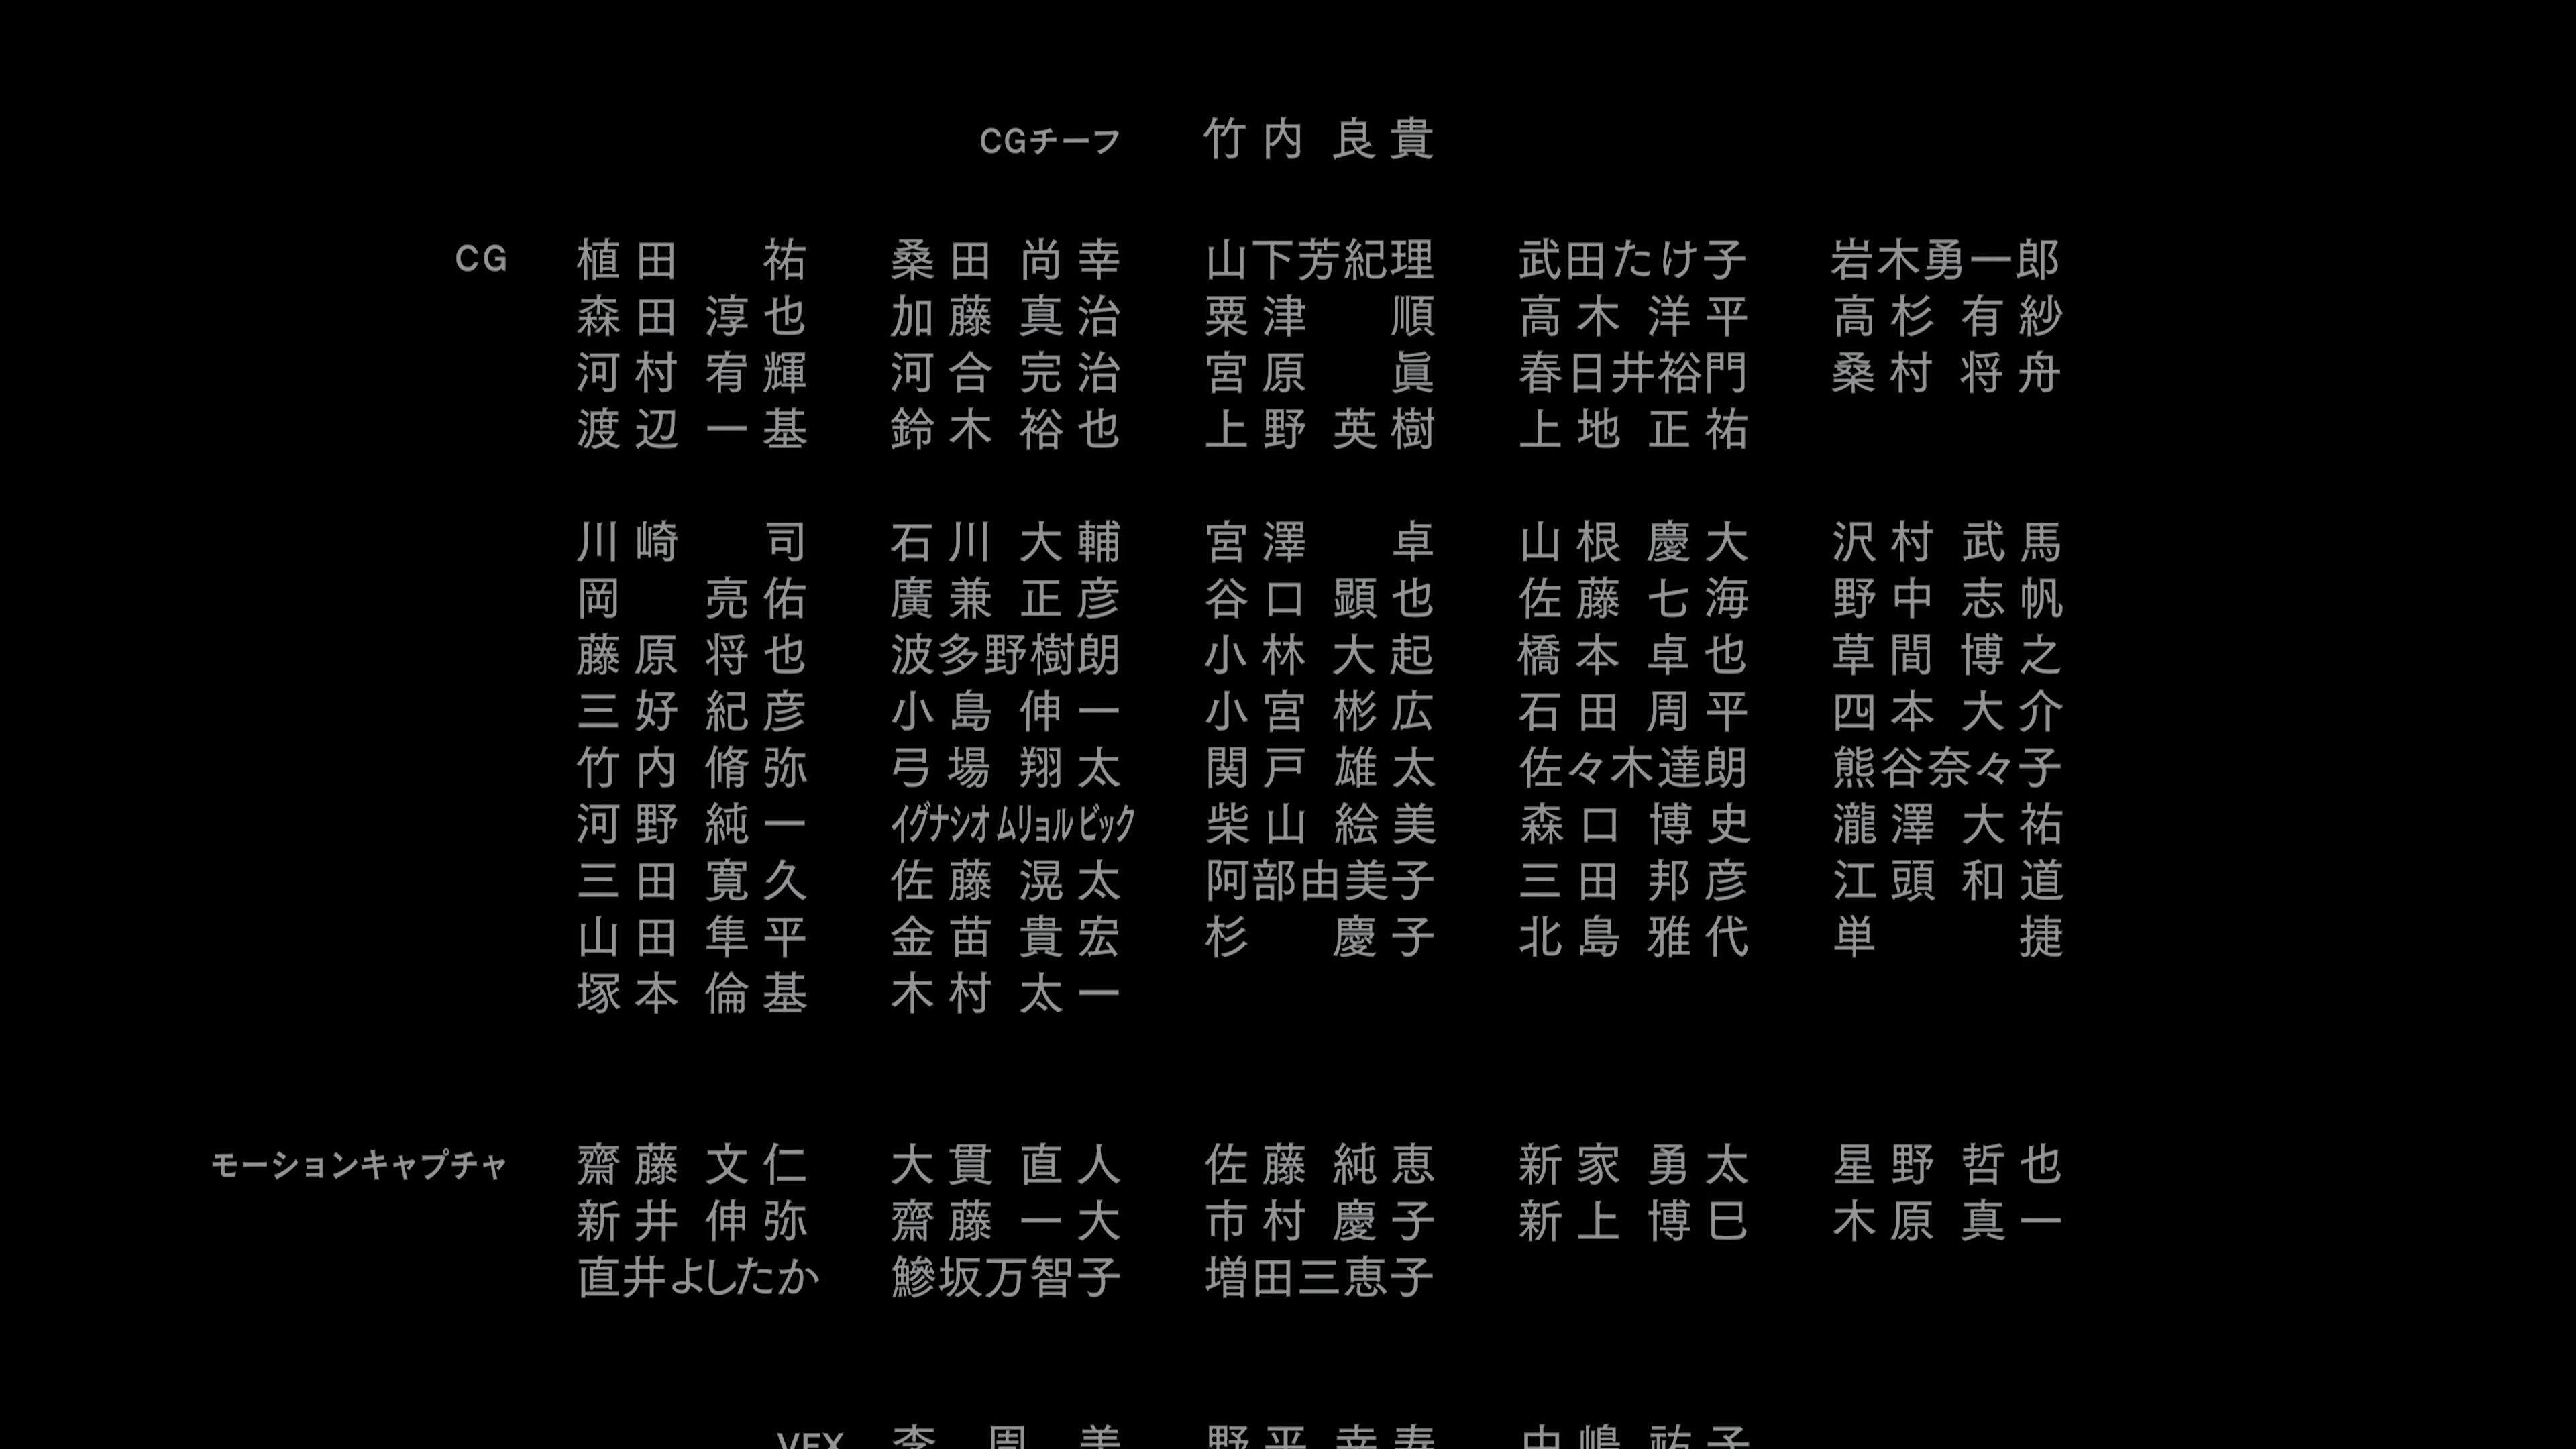 CGチーフ 竹内 良貴
CG 植田 祐 桑田 尚幸 山下芳紀理 武田たけ子 岩木勇一郎
森田 淳也 加藤 真治 粟津 順 高木 洋平 高杉 有紗
河村 宥輝 河合 完治 宮原 眞 春日井裕門 桑村 将舟
渡辺 一基 鈴木 裕也 上野 英樹 上地 正祐
川崎 司 石川 大輔 宮澤 卓 山根 慶大 沢村 武馬
岡 亮佑 廣兼 正彦 谷口 顕也 佐藤 七海 野中 志帆
藤原 将也 波多野樹朗 小林 大起 橋本 卓也 草間 博之
三好 紀彦 小島 伸一 小宮 彬広 石田 周平 四本 大介
竹内 脩弥 弓場 翔太 関戸 雄太 佐々木達朗 熊谷奈々子
河野 純一 イグナシオ ムリョルビック 柴山 絵美 森口 博史 瀧澤 大祐
三田 寛久 佐藤 滉太 阿部由美子 三田 邦彦 江頭 和道
山田 隼平 金苗 貴宏 杉 慶子 北島 雅代 単 捷
塚本 倫基 木村 太一
モーションキャプチャ 齋藤 文仁 大貫 直人 佐藤 純恵 新家 勇太 星野 哲也
新井 伸弥 齋藤 一大 市村 慶子 新上 博巳 木原 真一
直井よしたか 鯵坂万智子 増田三恵子
VFX 李 周美 野平 幸寿 中嶋 祐子